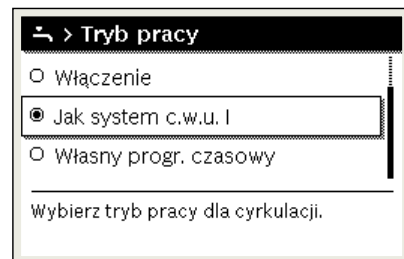 > Tryb pracy
Włączenie
Jak system c.w.u. I
Własny progr. czasowy
Wybierz tryb pracy dla cyrkulacji.